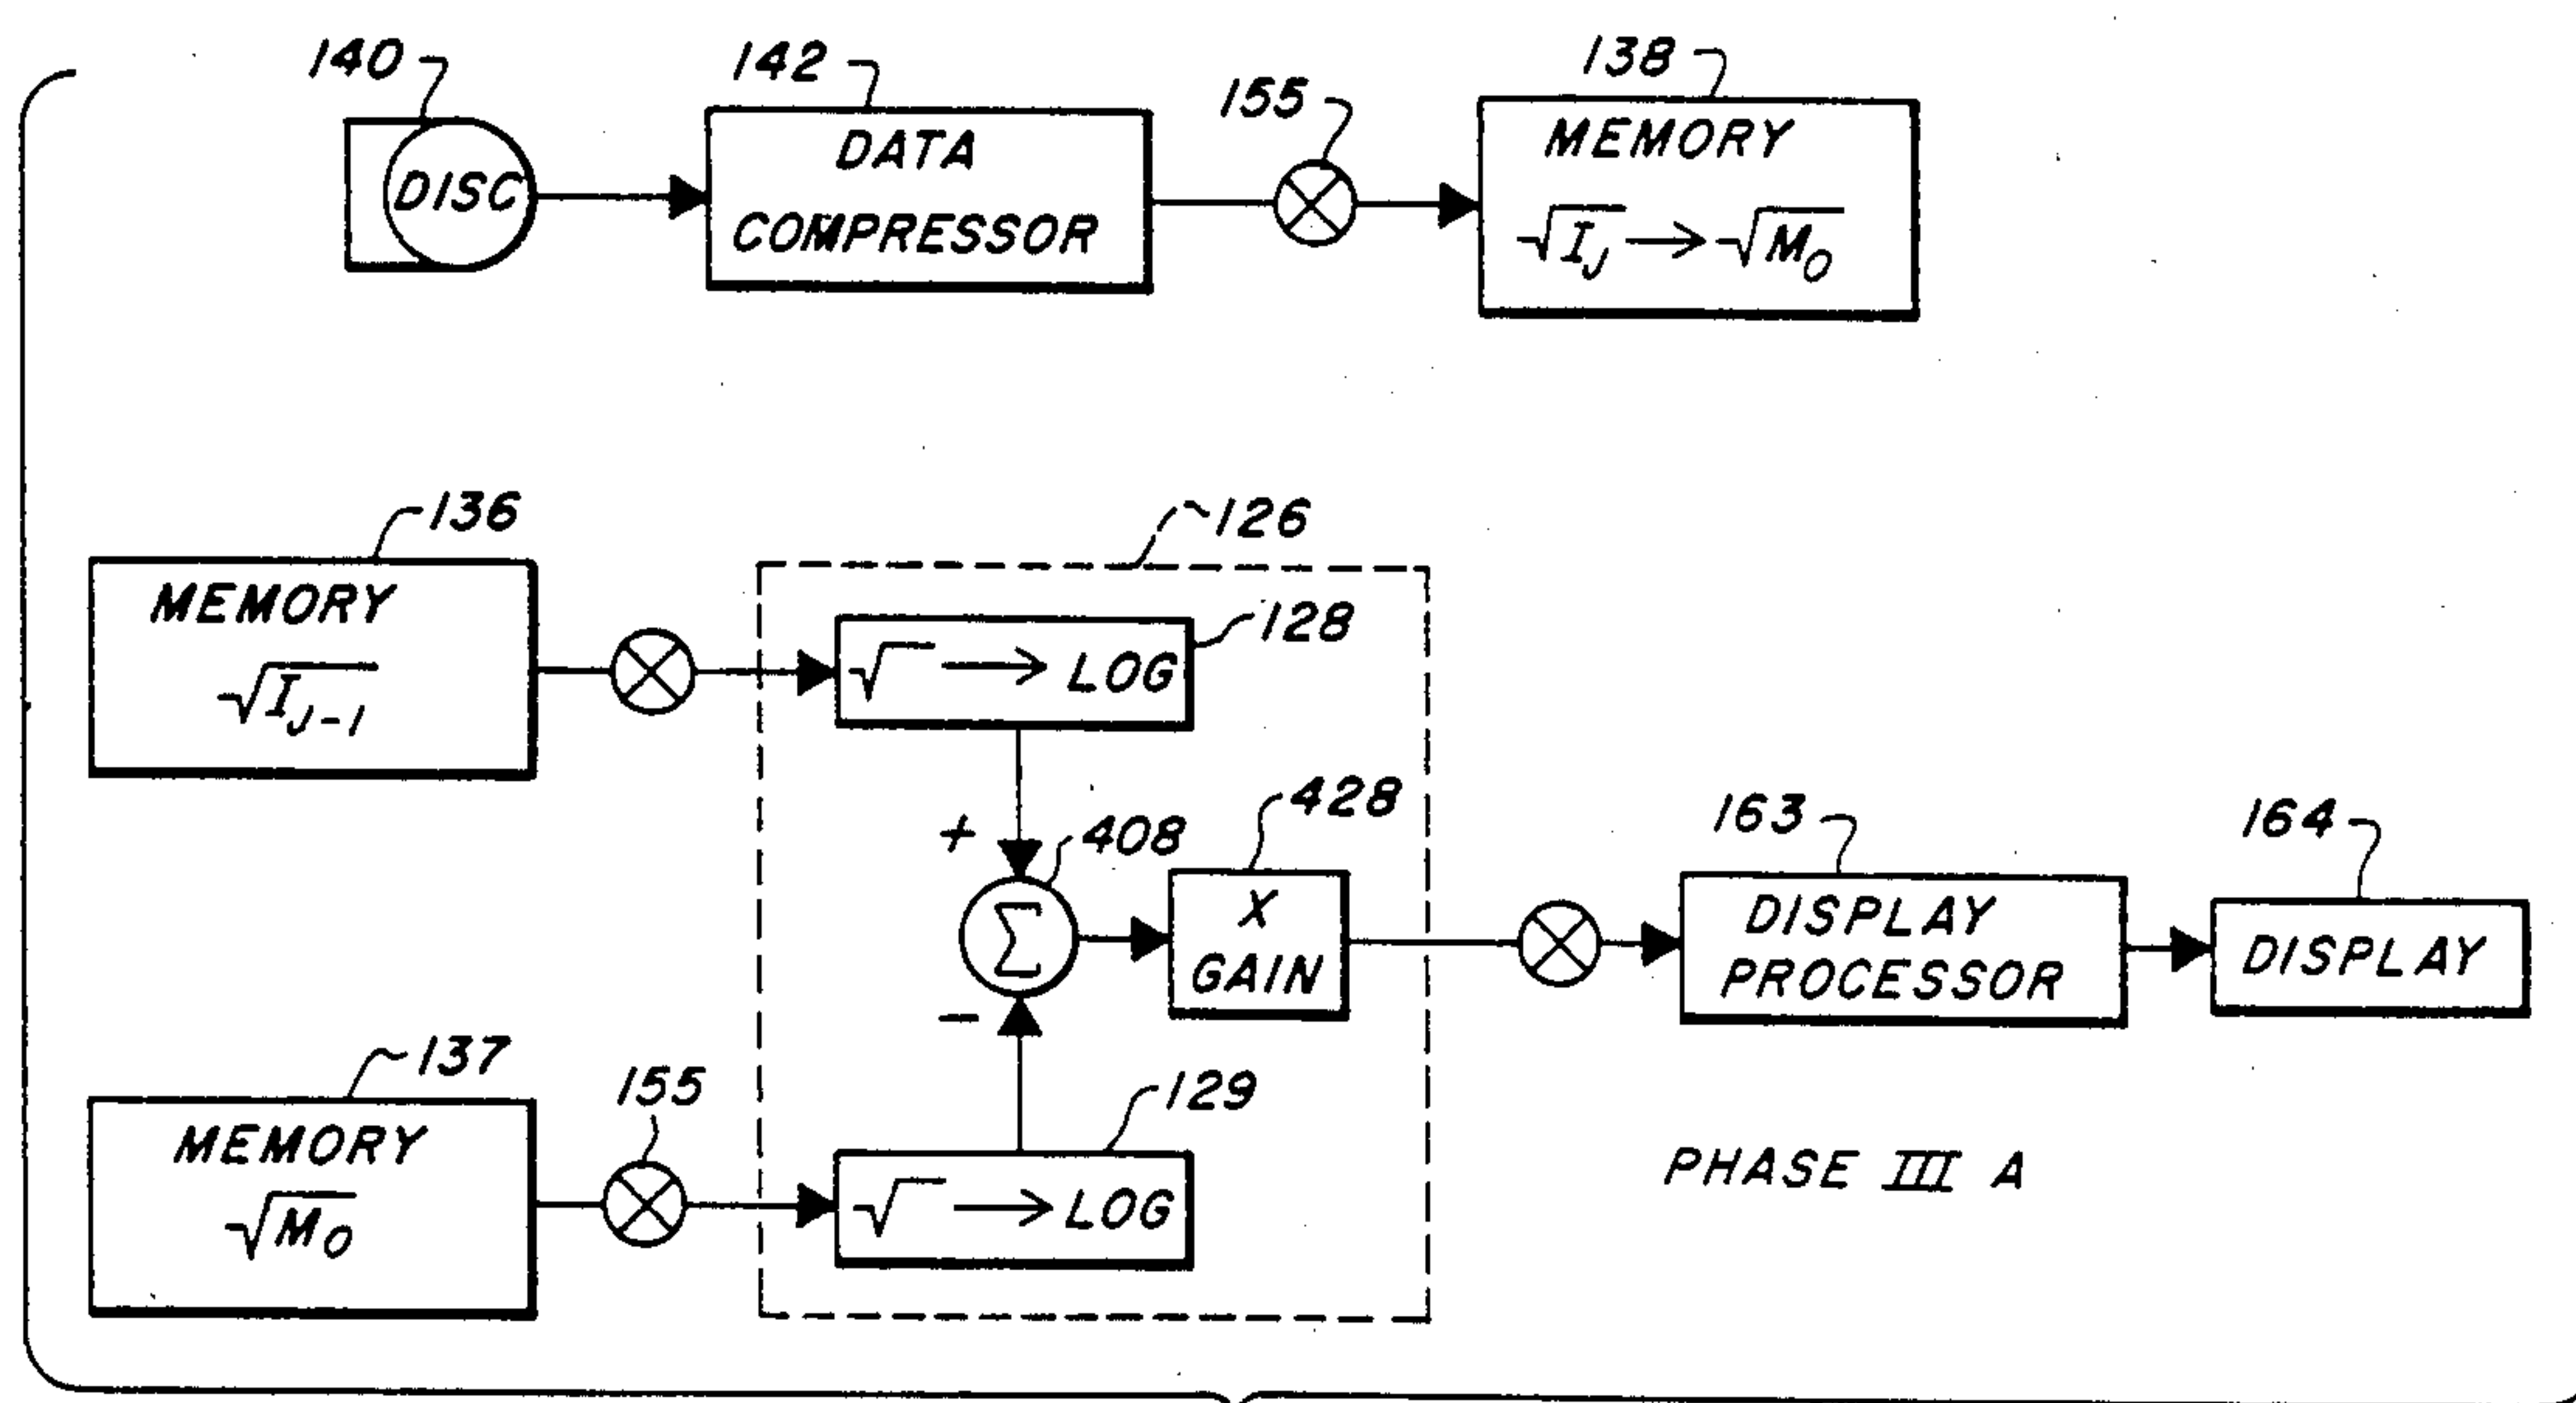 140
142
155
138
DISC
DATA
COMPRESSOR
MEMORY
√I_J → √M_O
136
126
MEMORY
√I_J-1
√ → LOG
128
+
408
428
163
164
Σ
X
GAIN
DISPLAY
PROCESSOR
DISPLAY
−
137
155
129
MEMORY
√M_O
√ → LOG
PHASE III A